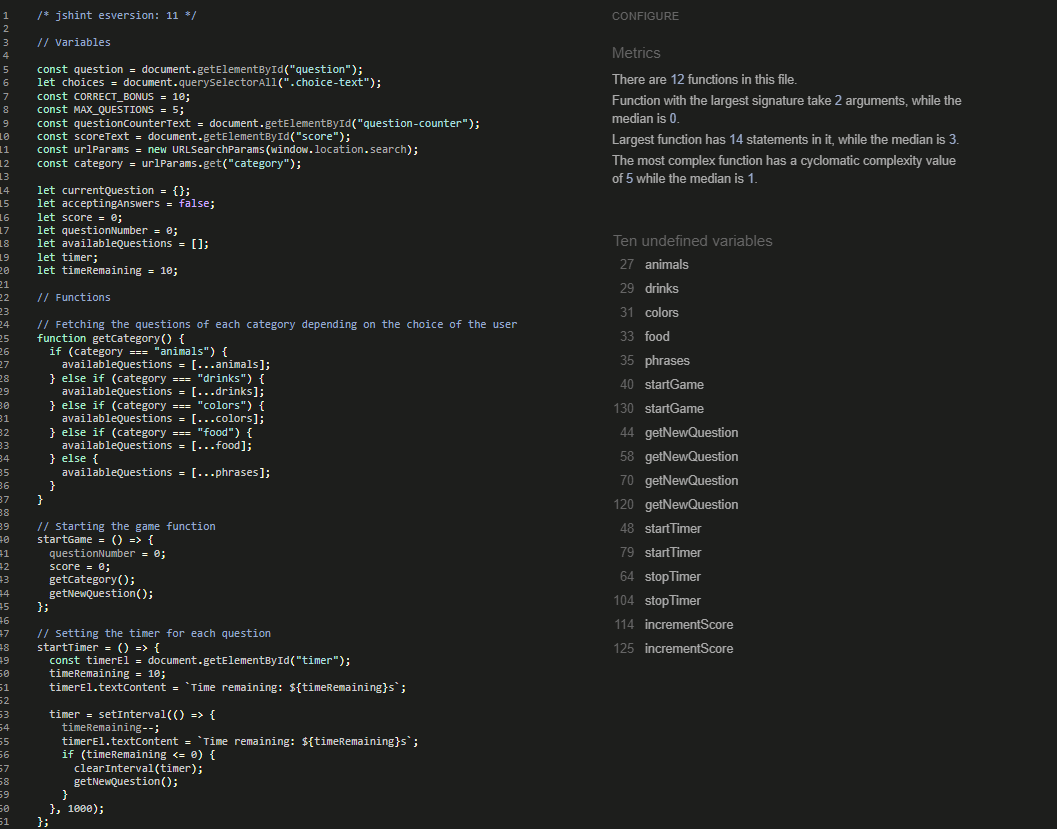 1 /* jshint esversion: 11 */
2
3 // Variables
4
5 const question = document.getElementById("question");
6 let choices = document.querySelectorAll(".choice-text");
7 const CORRECT_BONUS = 10;
8 const MAX_QUESTIONS = 5;
9 const questionCounterText = document.getElementById("question-counter");
10 const scoreText = document.getElementById("score");
11 const urlParams = new URLSearchParams(window.location.search);
12 const category = urlParams.get("category");
13
14 let currentQuestion = {};
15 let acceptingAnswers = false;
16 let score = 0;
17 let questionNumber = 0;
18 let availableQuestions = [];
19 let timer;
20 let timeRemaining = 10;
21
22 // Functions
23
24 // Fetching the questions of each category depending on the choice of the user
25 function getCategory() {
26 if (category === "animals") {
27 availableQuestions = [...animals];
28 } else if (category === "drinks") {
29 availableQuestions = [...drinks];
30 } else if (category === "colors") {
31 availableQuestions = [...colors];
32 } else if (category === "food") {
33 availableQuestions = [...food];
34 } else {
35 availableQuestions = [...phrases];
36 }
37 }
38
39 // Starting the game function
40 startGame = () => {
41 questionNumber = 0;
42 score = 0;
43 getCategory();
44 getNewQuestion();
45 };
46
47 // Setting the timer for each question
48 startTimer = () => {
49 const timerEl = document.getElementById("timer");
50 timeRemaining = 10;
51 timerEl.textContent = `Time remaining: ${timeRemaining}s`;
52
53 timer = setInterval(() => {
54 timeRemaining--;
55 timerEl.textContent = `Time remaining: ${timeRemaining}s`;
56 if (timeRemaining <= 0) {
57 clearInterval(timer);
58 getNewQuestion();
59 }
60 }, 1000);
61 };
CONFIGURE
Metrics
There are 12 functions in this file.
Function with the largest signature take 2 arguments, while the
median is 0.
Largest function has 14 statements in it, while the median is 3.
The most complex function has a cyclomatic complexity value
of 5 while the median is 1.
Ten undefined variables
27 animals
29 drinks
31 colors
33 food
35 phrases
40 startGame
130 startGame
44 getNewQuestion
58 getNewQuestion
70 getNewQuestion
120 getNewQuestion
48 startTimer
79 startTimer
64 stopTimer
104 stopTimer
114 incrementScore
125 incrementScore